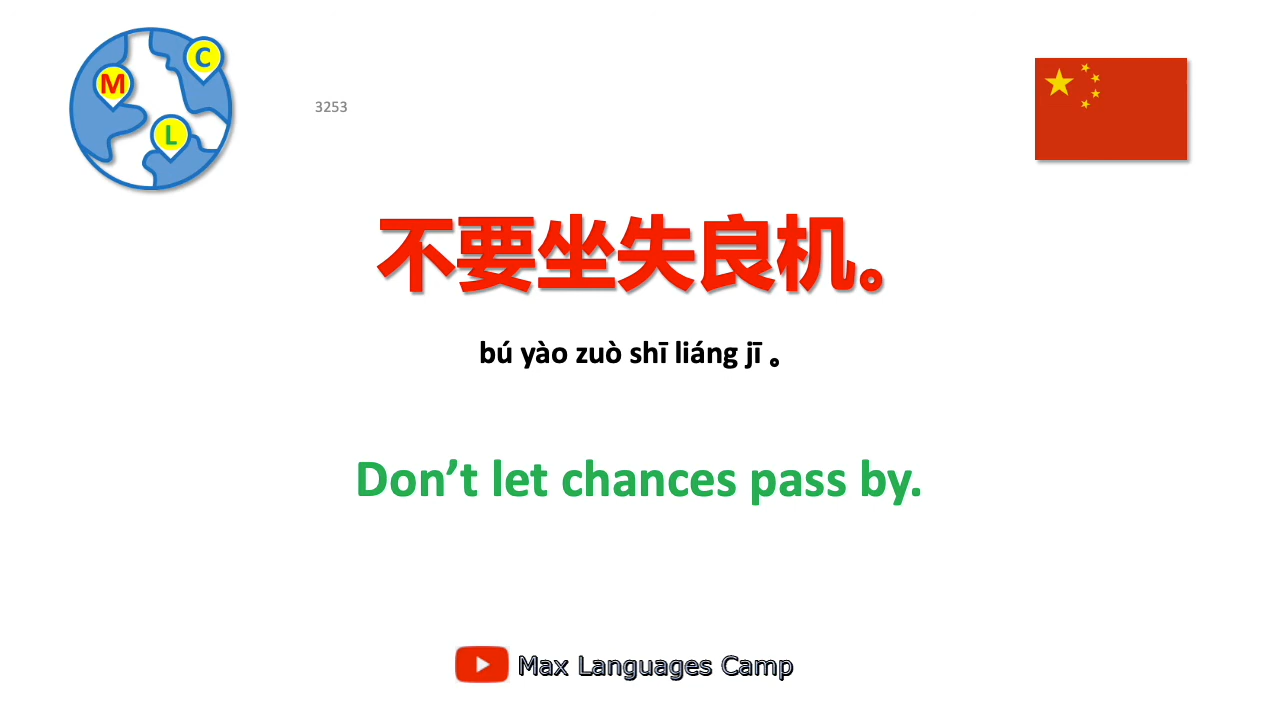 C
M
L
3253
不要坐失良机。
bú yào zuò shī liáng jī 。
Don’t let chances pass by.
Max Languages Camp